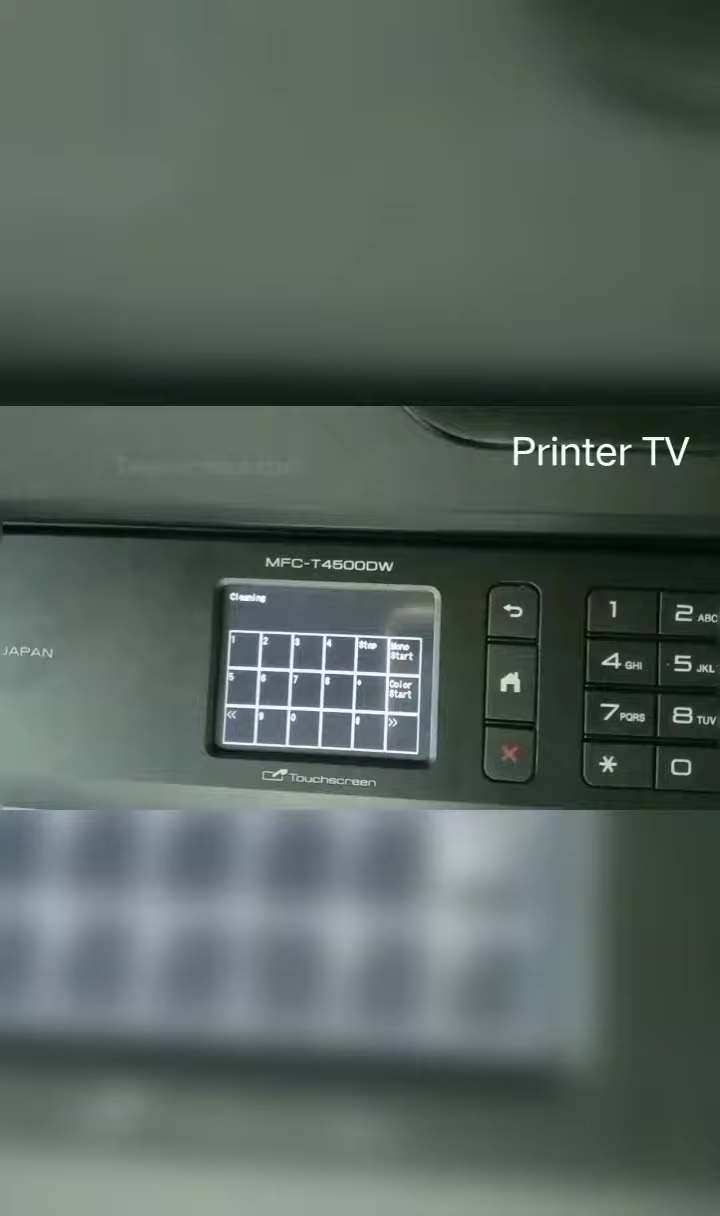 Printer TV
MFC-T4500DW
Cleaning
1 2 3 4 Stop Mono Start
5 6 7 8 * Color Start
<< 9 0 # >>
JAPAN
Touchscreen
1 2 ABC
4 GHI 5 JKL
7 PQRS 8 TUV
* 0